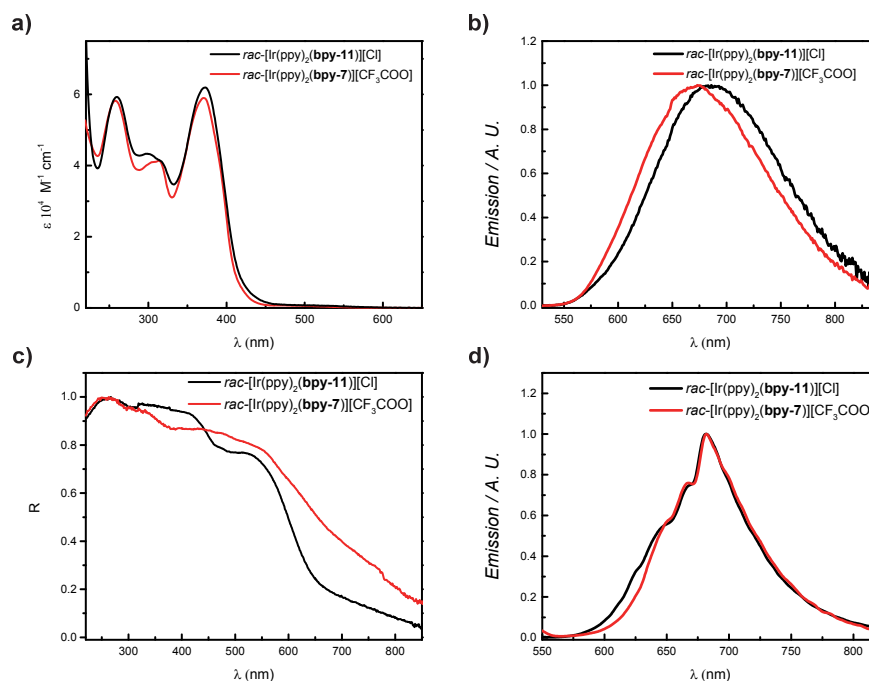 a)
rac-[Ir(ppy)₂(bpy-11)][Cl]
rac-[Ir(ppy)₂(bpy-7)][CF₃COO]
ε 10⁴ M⁻¹ cm⁻¹
6
4
2
0
300 400 500 600
λ (nm)
b)
rac-[Ir(ppy)₂(bpy-11)][Cl]
rac-[Ir(ppy)₂(bpy-7)][CF₃COO]
Emission / A. U.
1.0
0.8
0.6
0.4
0.2
0.0
550 600 650 700 750 800
λ (nm)
c)
rac-[Ir(ppy)₂(bpy-11)][Cl]
rac-[Ir(ppy)₂(bpy-7)][CF₃COO]
R
1.0
0.8
0.6
0.4
0.2
0.0
300 400 500 600 700 800
λ (nm)
d)
rac-[Ir(ppy)₂(bpy-11)][Cl]
rac-[Ir(ppy)₂(bpy-7)][CF₃COO]
Emission / A. U.
1.0
0.8
0.6
0.4
0.2
0.0
550 600 650 700 750 800
λ (nm)